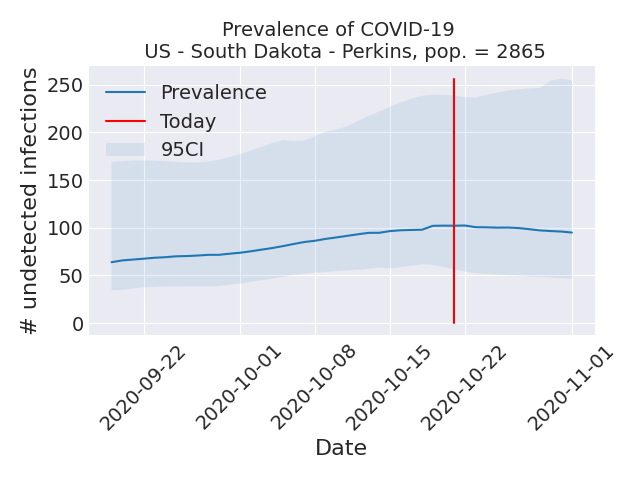 Prevalence of COVID-19
US - South Dakota - Perkins, pop. = 2865
# undetected infections
250
200
150
100
50
0
Prevalence
Today
95CI
2020-09-22
2020-10-01
2020-10-08
2020-10-15
2020-10-22
2020-11-01
Date